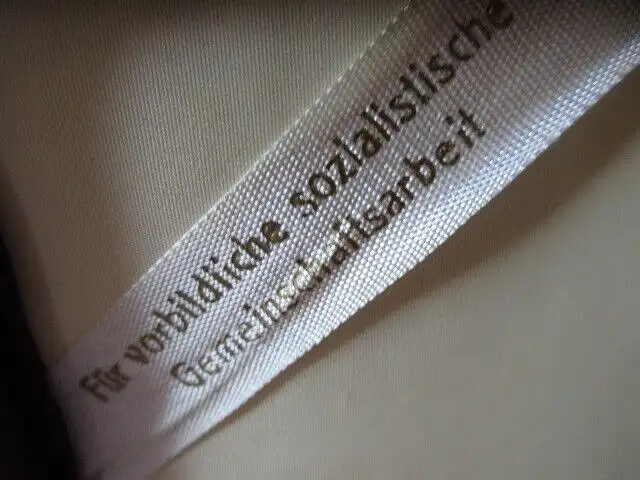 Für vorbildliche sozialistische
Gemeinschaftsarbeit